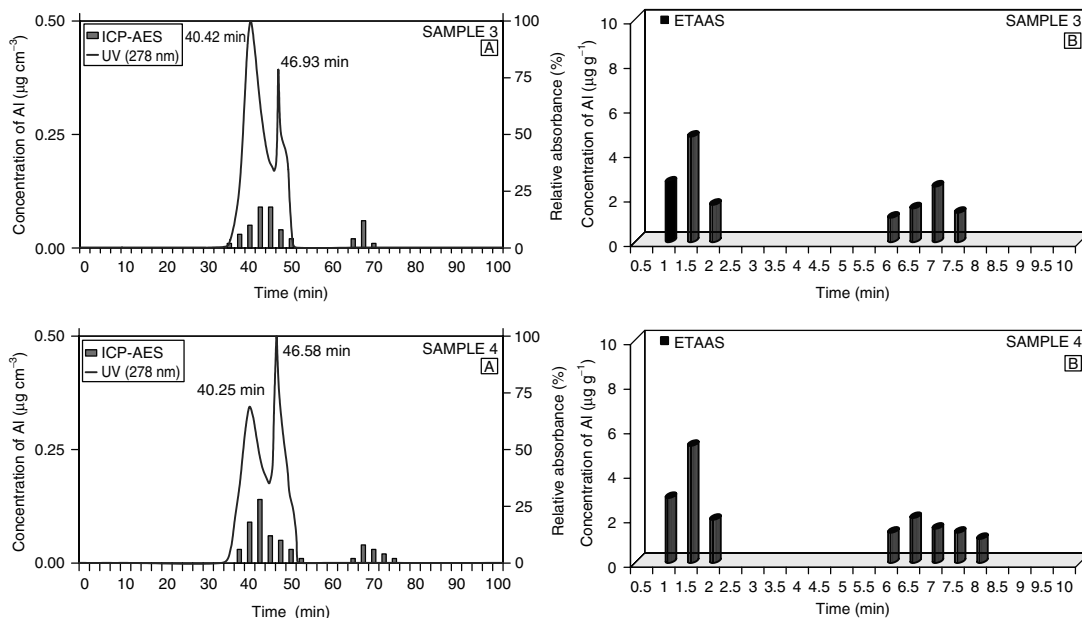 ICP-AES
UV (278 nm)
40.42 min
46.93 min
SAMPLE 3
A
0.50
0.25
0.00
Concentration of Al (µg cm⁻³)
100
75
50
25
0
Relative absorbance (%)
0 10 20 30 40 50 60 70 80 90 100
Time (min)
ETAAS
SAMPLE 3
B
10
8
6
4
2
0
Concentration of Al (µg g⁻¹)
0.5 1 1.5 2 2.5 3 3.5 4 4.5 5 5.5 6 6.5 7 7.5 8 8.5 9 9.5 10
Time (min)
ICP-AES
UV (278 nm)
40.25 min
46.58 min
SAMPLE 4
A
0.50
0.25
0.00
Concentration of Al (µg cm⁻³)
100
75
50
25
0
Relative absorbance (%)
0 10 20 30 40 50 60 70 80 90 100
Time (min)
ETAAS
SAMPLE 4
B
10
8
6
4
2
0
Concentration of Al (µg g⁻¹)
0.5 1 1.5 2 2.5 3 3.5 4 4.5 5 5.5 6 6.5 7 7.5 8 8.5 9 9.5 10
Time (min)